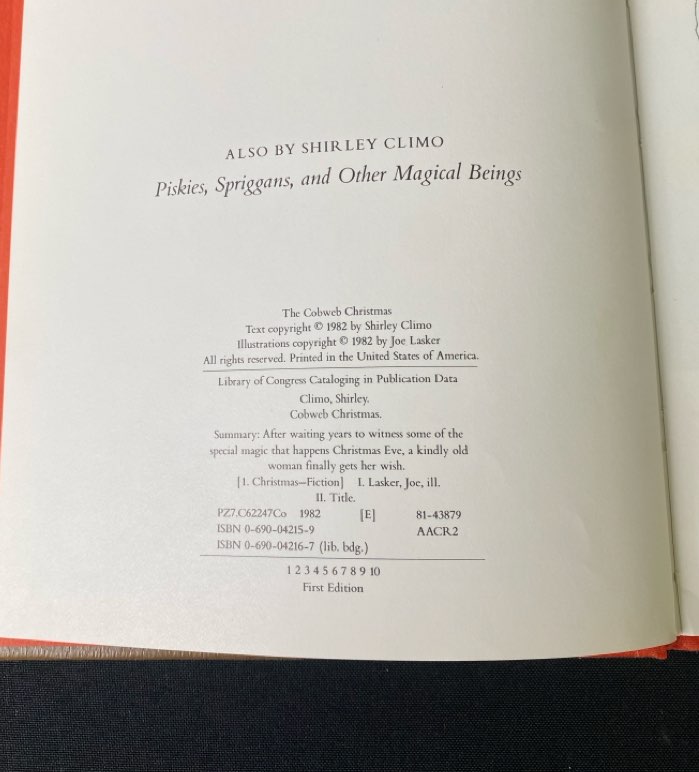 ALSO BY SHIRLEY CLIMO
Piskies, Spriggans, and Other Magical Beings
The Cobweb Christmas
Text copyright © 1982 by Shirley Climo
Illustrations copyright © 1982 by Joe Lasker
All rights reserved. Printed in the United States of America.
Library of Congress Cataloging in Publication Data
Climo, Shirley.
Cobweb Christmas.
Summary: After waiting years to witness some of the
special magic that happens Christmas Eve, a kindly old
woman finally gets her wish.
[1. Christmas—Fiction] I. Lasker, Joe, ill.
II. Title.
PZ7.C62247Co 1982 [E] 81-43879
ISBN 0-690-04215-9 AACR2
ISBN 0-690-04216-7 (lib. bdg.)
1 2 3 4 5 6 7 8 9 10
First Edition